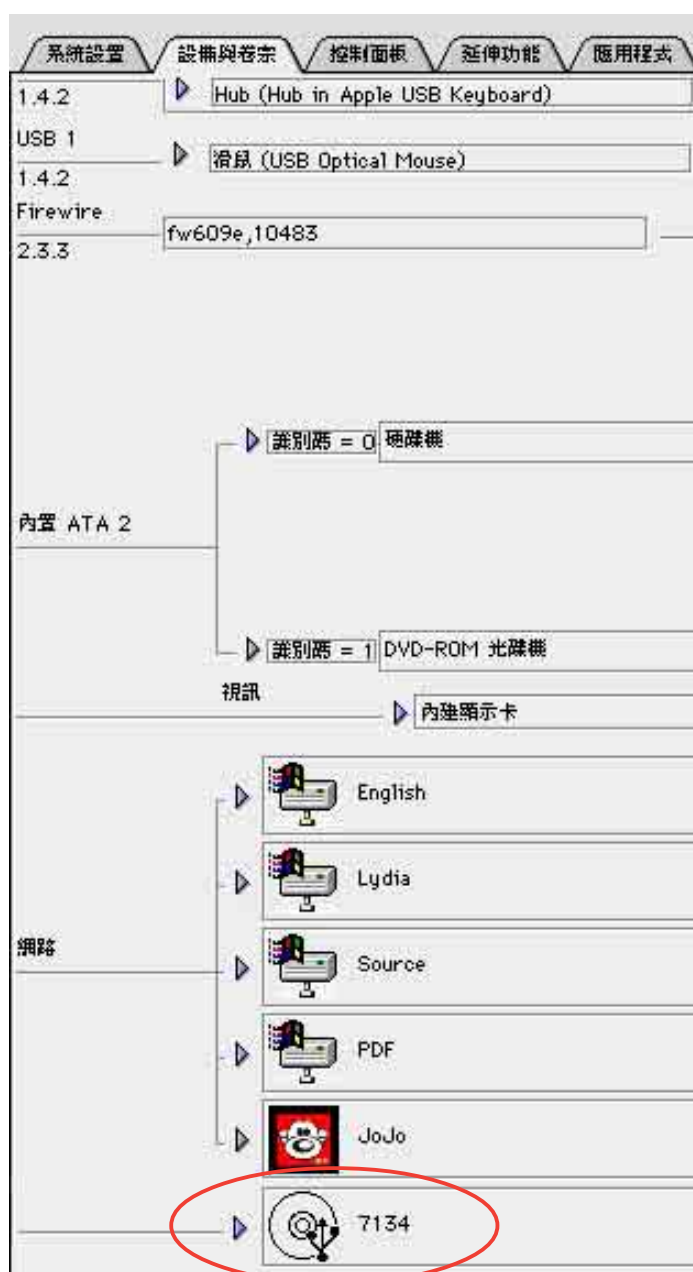 系統設置 設備與卷宗 控制面板 延伸功能 應用程式
1.4.2 Hub (Hub in Apple USB Keyboard)
USB 1
1.4.2 滑鼠 (USB Optical Mouse)
Firewire
2.3.3 fw609e,10483
識別碼 = 0 硬碟機
內置 ATA 2
識別碼 = 1 DVD-ROM 光碟機
視訊
內建顯示卡
English
Lydia
網路
Source
PDF
JoJo
7134